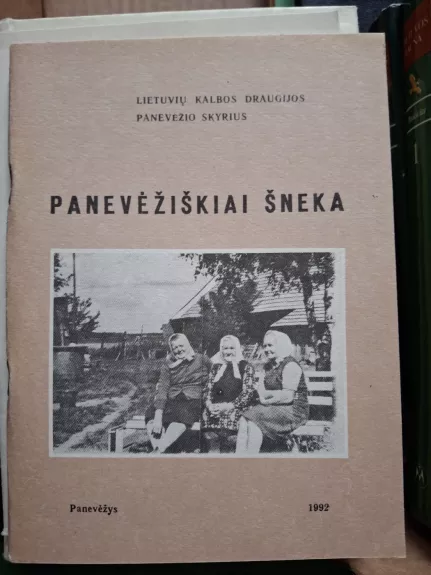 LIETUVIŲ KALBOS DRAUGIJOS
PANEVĖŽIO SKYRIUS
PANEVĖŽIŠKIAI ŠNEKA
Panevėžys 1992